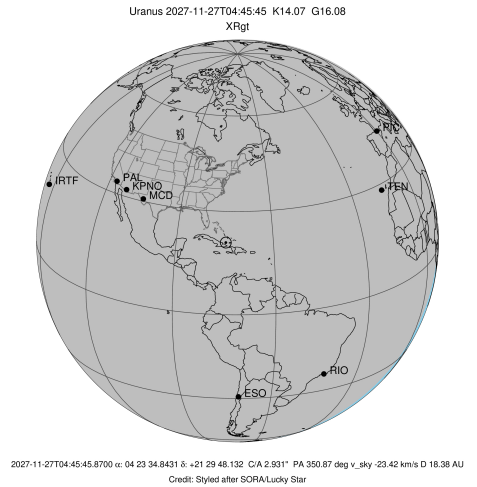 Uranus 2027-11-27T04:45:45 K14.07 G16.08
XRgt
PIC
IRTF
PAL
KPNO
MCD
TEN
RIO
ESO
2027-11-27T04:45:45.8700 α: 04 23 34.8431 δ: +21 29 48.132 C/A 2.931" PA 350.87 deg v_sky -23.42 km/s D 18.38 AU
Credit: Styled after SORA/Lucky Star